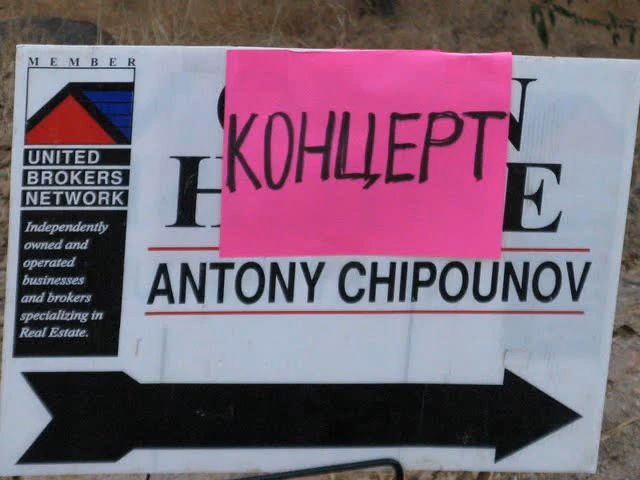 MEMBER
UNITED
BROKERS
NETWORK
Independently
owned and
operated
businesses
and brokers
specializing in
Real Estate.
КОНЦЕРТ
ANTONY CHIPOUNOV